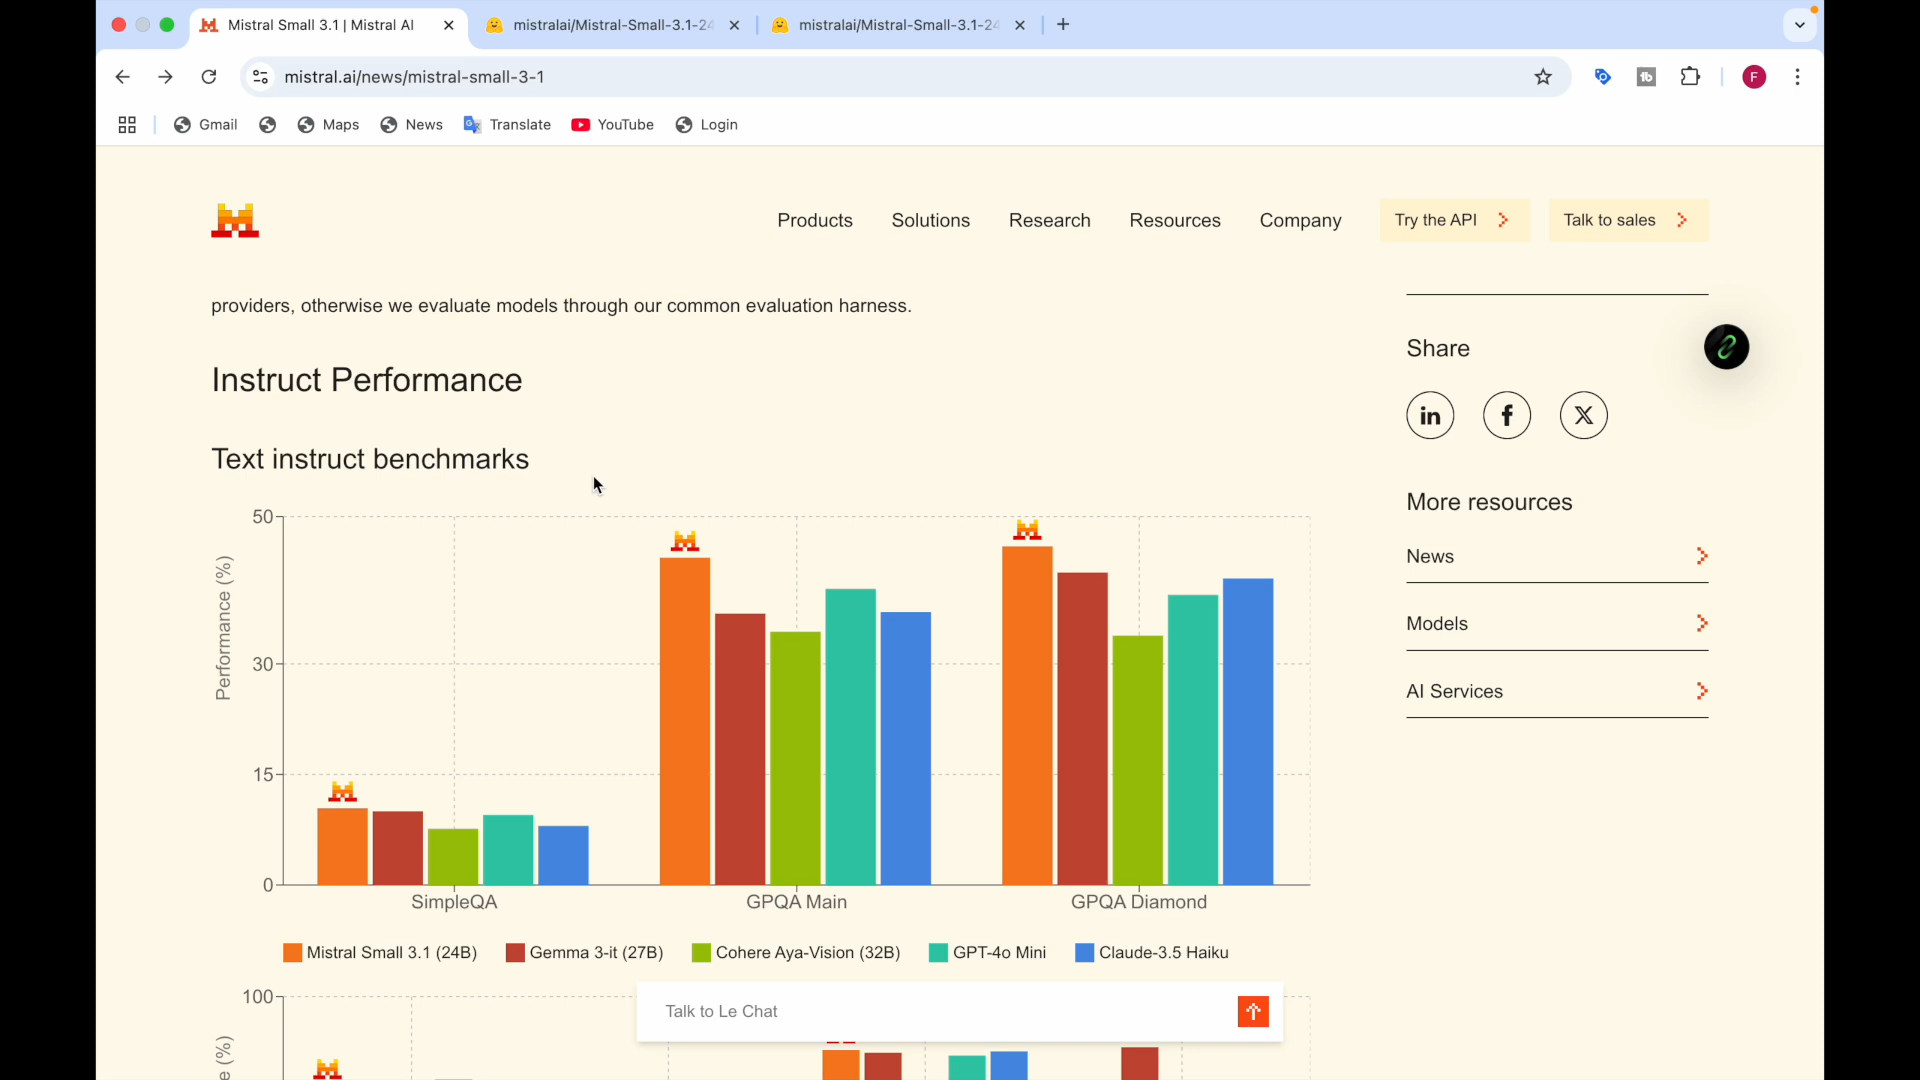 Mistral Small 3.1 | Mistral AI
mistralai/Mistral-Small-3.1-24
mistralai/Mistral-Small-3.1-24
mistral.ai/news/mistral-small-3-1
F
Gmail
Maps
News
Translate
YouTube
Login
Products
Solutions
Research
Resources
Company
Try the API
Talk to sales
providers, otherwise we evaluate models through our common evaluation harness.
Instruct Performance
Text instruct benchmarks
Performance (%)
50
30
15
0
SimpleQA
GPQA Main
GPQA Diamond
Mistral Small 3.1 (24B)
Gemma 3-it (27B)
Cohere Aya-Vision (32B)
GPT-4o Mini
Claude-3.5 Haiku
100
e (%)
Talk to Le Chat
Share
in
f
X
More resources
News
Models
AI Services